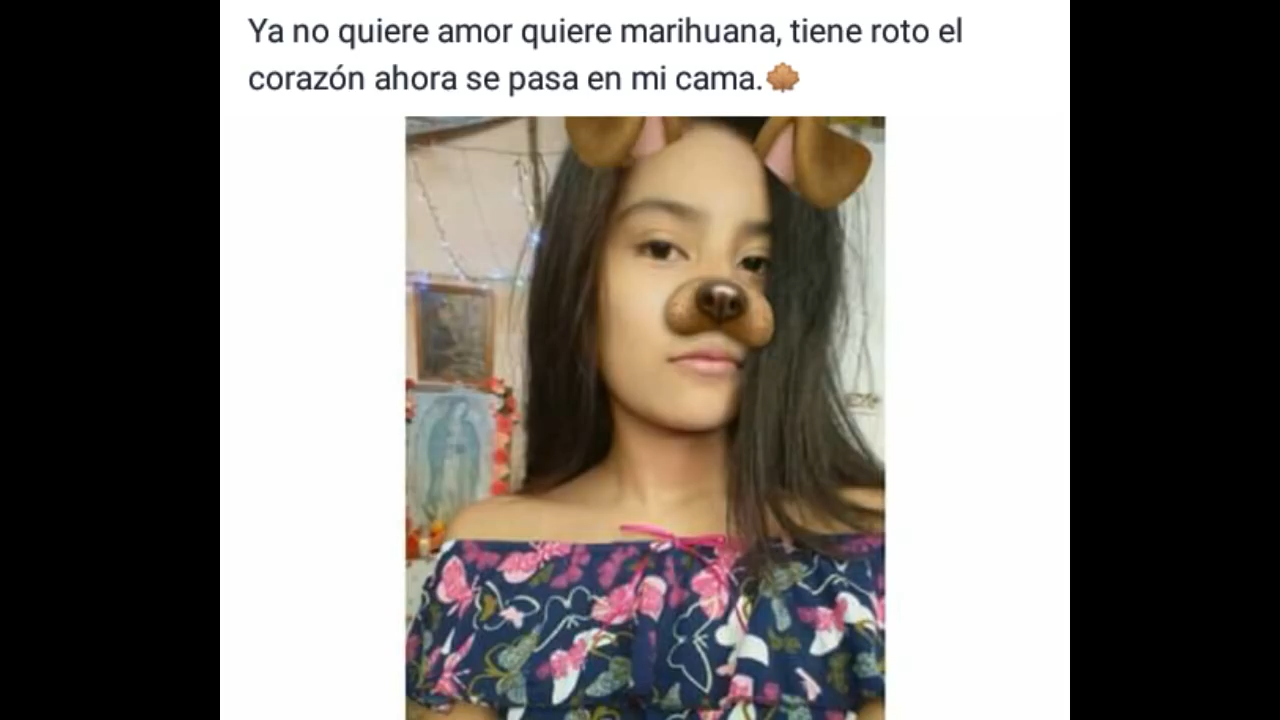 Ya no quiere amor quiere marihuana, tiene roto el
corazón ahora se pasa en mi cama.🍁